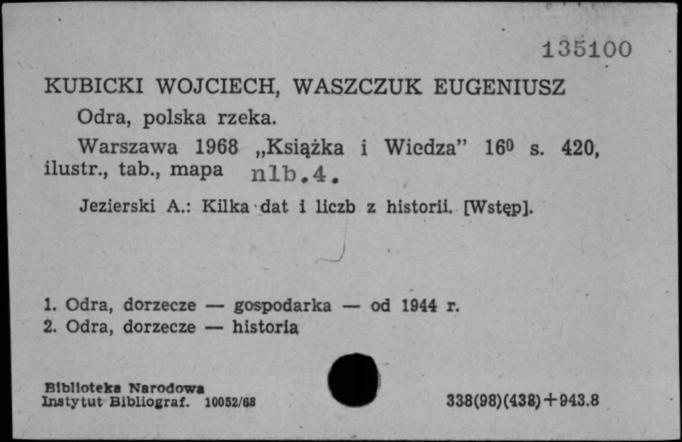 135100
KUBICKI WOJCIECH, WASZCZUK EUGENIUSZ
Odra, polska rzeka.
Warszawa 1968 „Książka i Wiedza” 16⁰ s. 420,
ilustr., tab., mapa nlb.4.
Jezierski A.: Kilka dat i liczb z historii. [Wstęp].
1. Odra, dorzecze — gospodarka — od 1944 r.
2. Odra, dorzecze — historia
Biblioteka Narodowa
Instytut Bibliograf. 10052/68
338(98)(438)+943.8